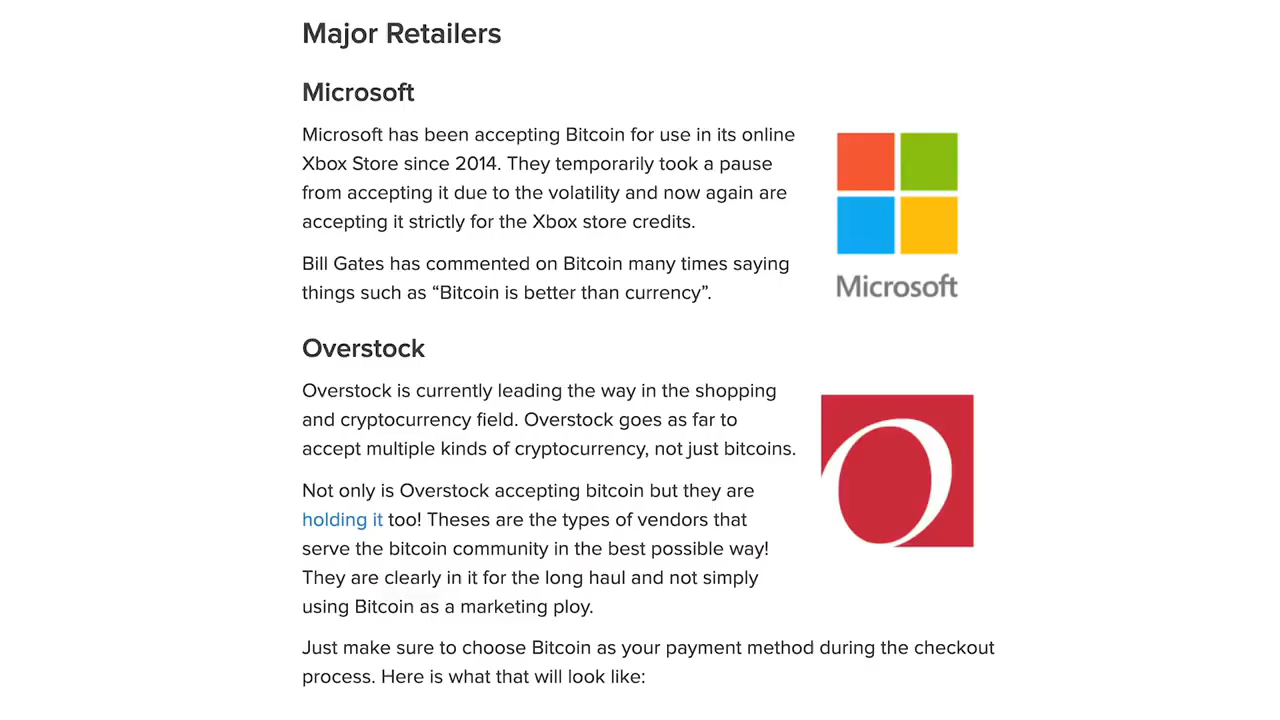 Major Retailers
Microsoft
Microsoft has been accepting Bitcoin for use in its online
Xbox Store since 2014. They temporarily took a pause
from accepting it due to the volatility and now again are
accepting it strictly for the Xbox store credits.
Bill Gates has commented on Bitcoin many times saying
things such as “Bitcoin is better than currency”.
Microsoft
Overstock
Overstock is currently leading the way in the shopping
and cryptocurrency field. Overstock goes as far to
accept multiple kinds of cryptocurrency, not just bitcoins.
Not only is Overstock accepting bitcoin but they are
holding it too! Theses are the types of vendors that
serve the bitcoin community in the best possible way!
They are clearly in it for the long haul and not simply
using Bitcoin as a marketing ploy.
O
Just make sure to choose Bitcoin as your payment method during the checkout
process. Here is what that will look like: